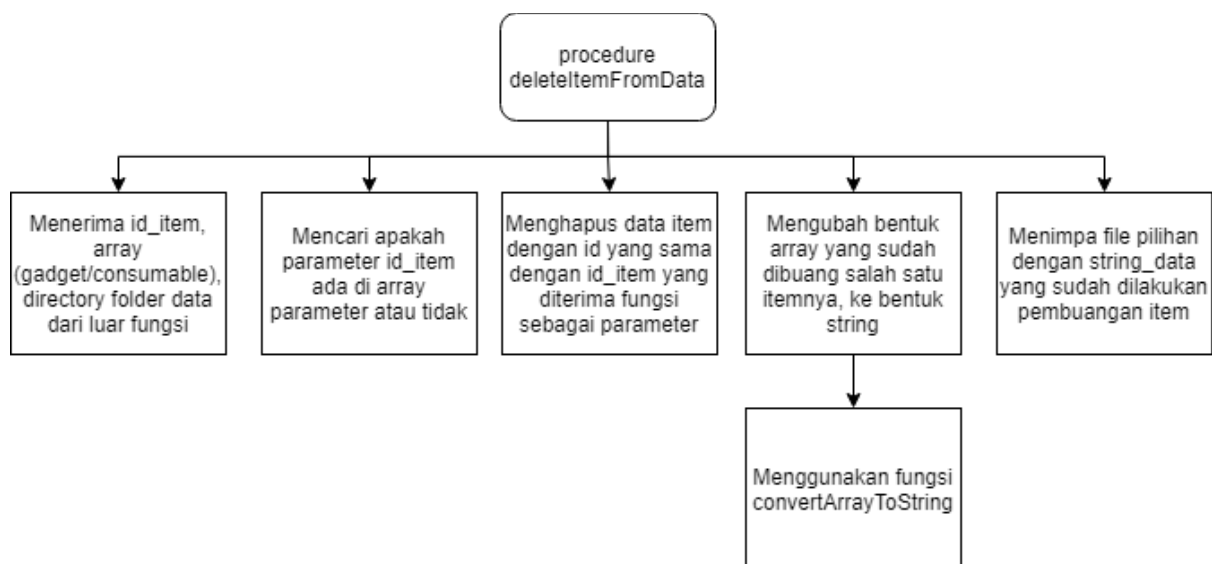 procedure
deleteItemFromData
Menerima id_item,
array
(gadget/consumable),
directory folder data
dari luar fungsi
Mencari apakah
parameter id_item
ada di array
parameter atau tidak
Menghapus data item
dengan id yang sama
dengan id_item yang
diterima fungsi
sebagai parameter
Mengubah bentuk
array yang sudah
dibuang salah satu
itemnya, ke bentuk
string
Menimpa file pilihan
dengan string_data
yang sudah dilakukan
pembuangan item
Menggunakan fungsi
convertArrayToString